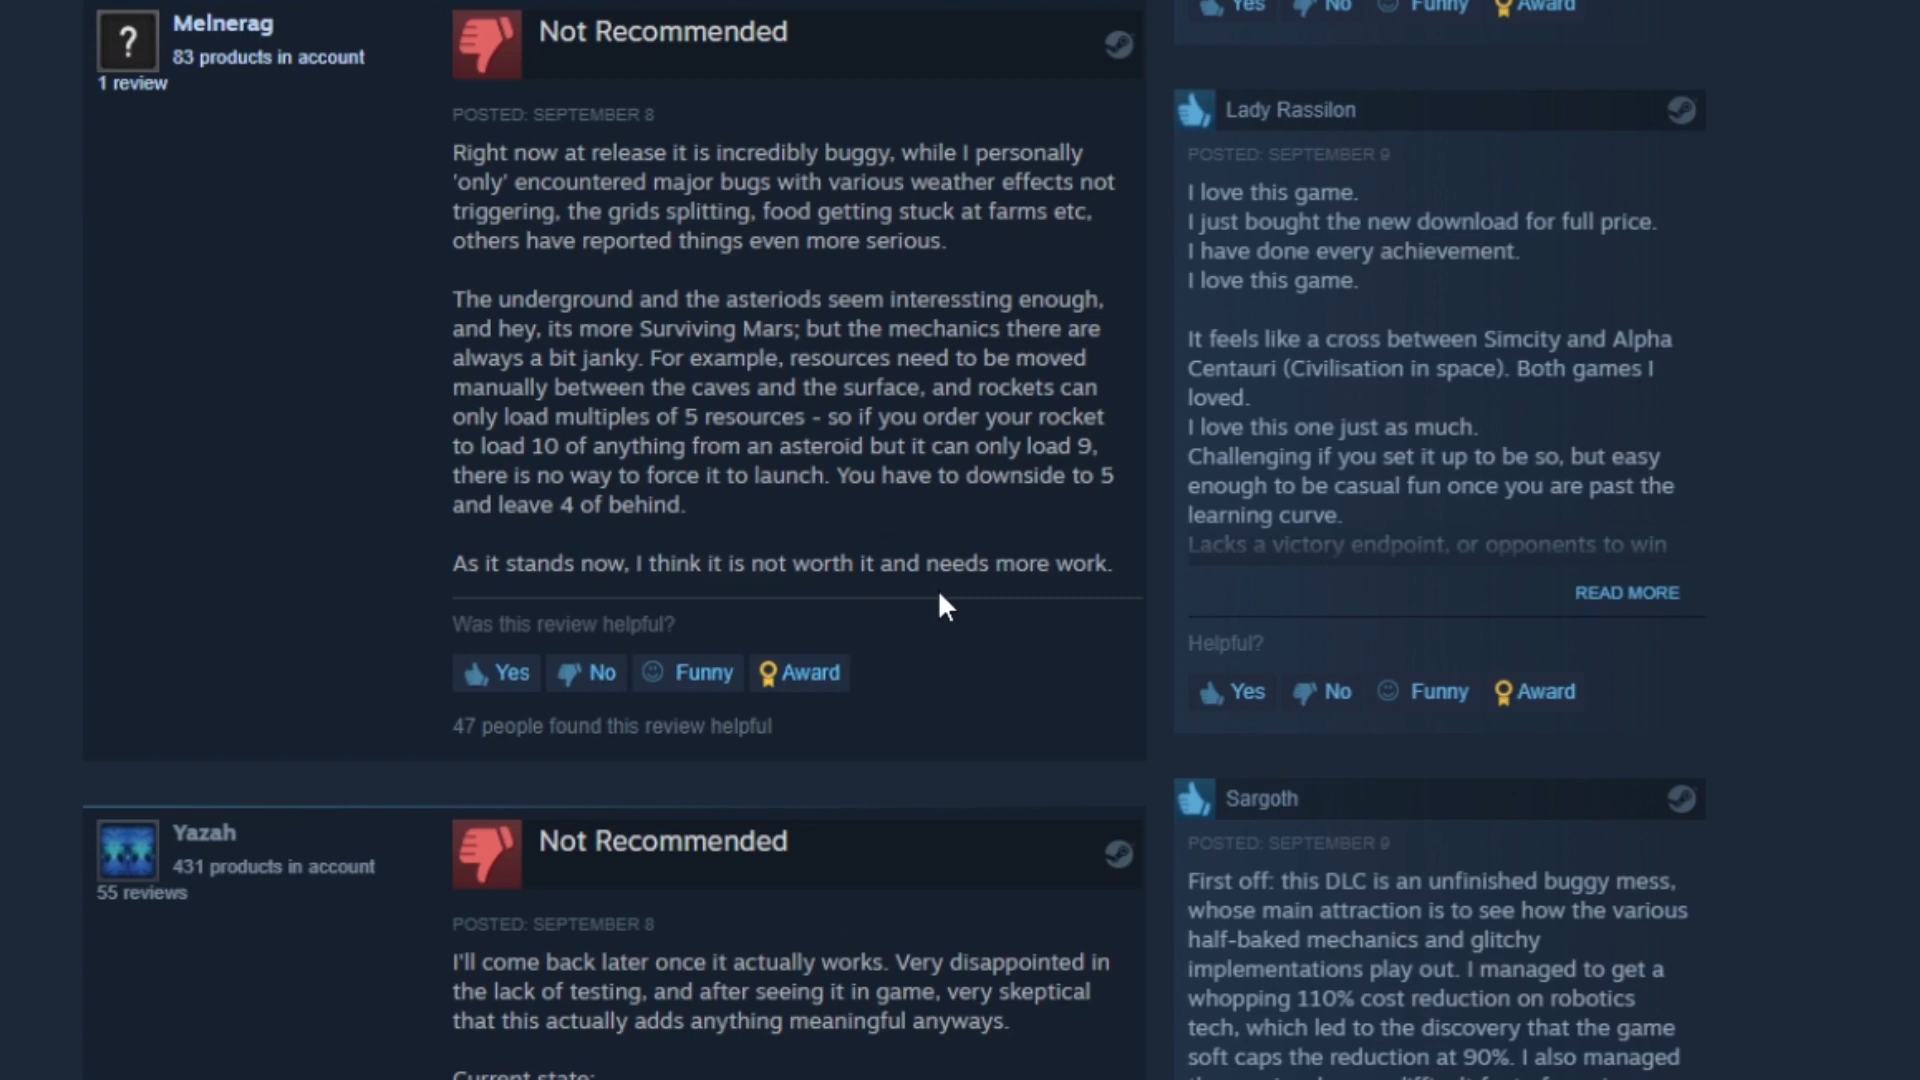 Melnerag
83 products in account
1 review
Not Recommended
POSTED: SEPTEMBER 8
Right now at release it is incredibly buggy, while I personally
'only' encountered major bugs with various weather effects not
triggering, the grids splitting, food getting stuck at farms etc,
others have reported things even more serious.
The underground and the asteriods seem interessting enough,
and hey, its more Surviving Mars; but the mechanics there are
always a bit janky. For example, resources need to be moved
manually between the caves and the surface, and rockets can
only load multiples of 5 resources - so if you order your rocket
to load 10 of anything from an asteroid but it can only load 9,
there is no way to force it to launch. You have to downside to 5
and leave 4 of behind.
As it stands now, I think it is not worth it and needs more work.
Was this review helpful?
Yes No Funny Award
47 people found this review helpful
Yazah
431 products in account
55 reviews
Not Recommended
POSTED: SEPTEMBER 8
I'll come back later once it actually works. Very disappointed in
the lack of testing, and after seeing it in game, very skeptical
that this actually adds anything meaningful anyways.
Current state:
Yes No Funny Award
Lady Rassilon
POSTED: SEPTEMBER 9
I love this game.
I just bought the new download for full price.
I have done every achievement.
I love this game.
It feels like a cross between Simcity and Alpha
Centauri (Civilisation in space). Both games I
loved.
I love this one just as much.
Challenging if you set it up to be so, but easy
enough to be casual fun once you are past the
learning curve.
Lacks a victory endpoint, or opponents to win
READ MORE
Helpful?
Yes No Funny Award
Sargoth
POSTED: SEPTEMBER 9
First off: this DLC is an unfinished buggy mess,
whose main attraction is to see how the various
half-baked mechanics and glitchy
implementations play out. I managed to get a
whopping 110% cost reduction on robotics
tech, which led to the discovery that the game
soft caps the reduction at 90%. I also managed